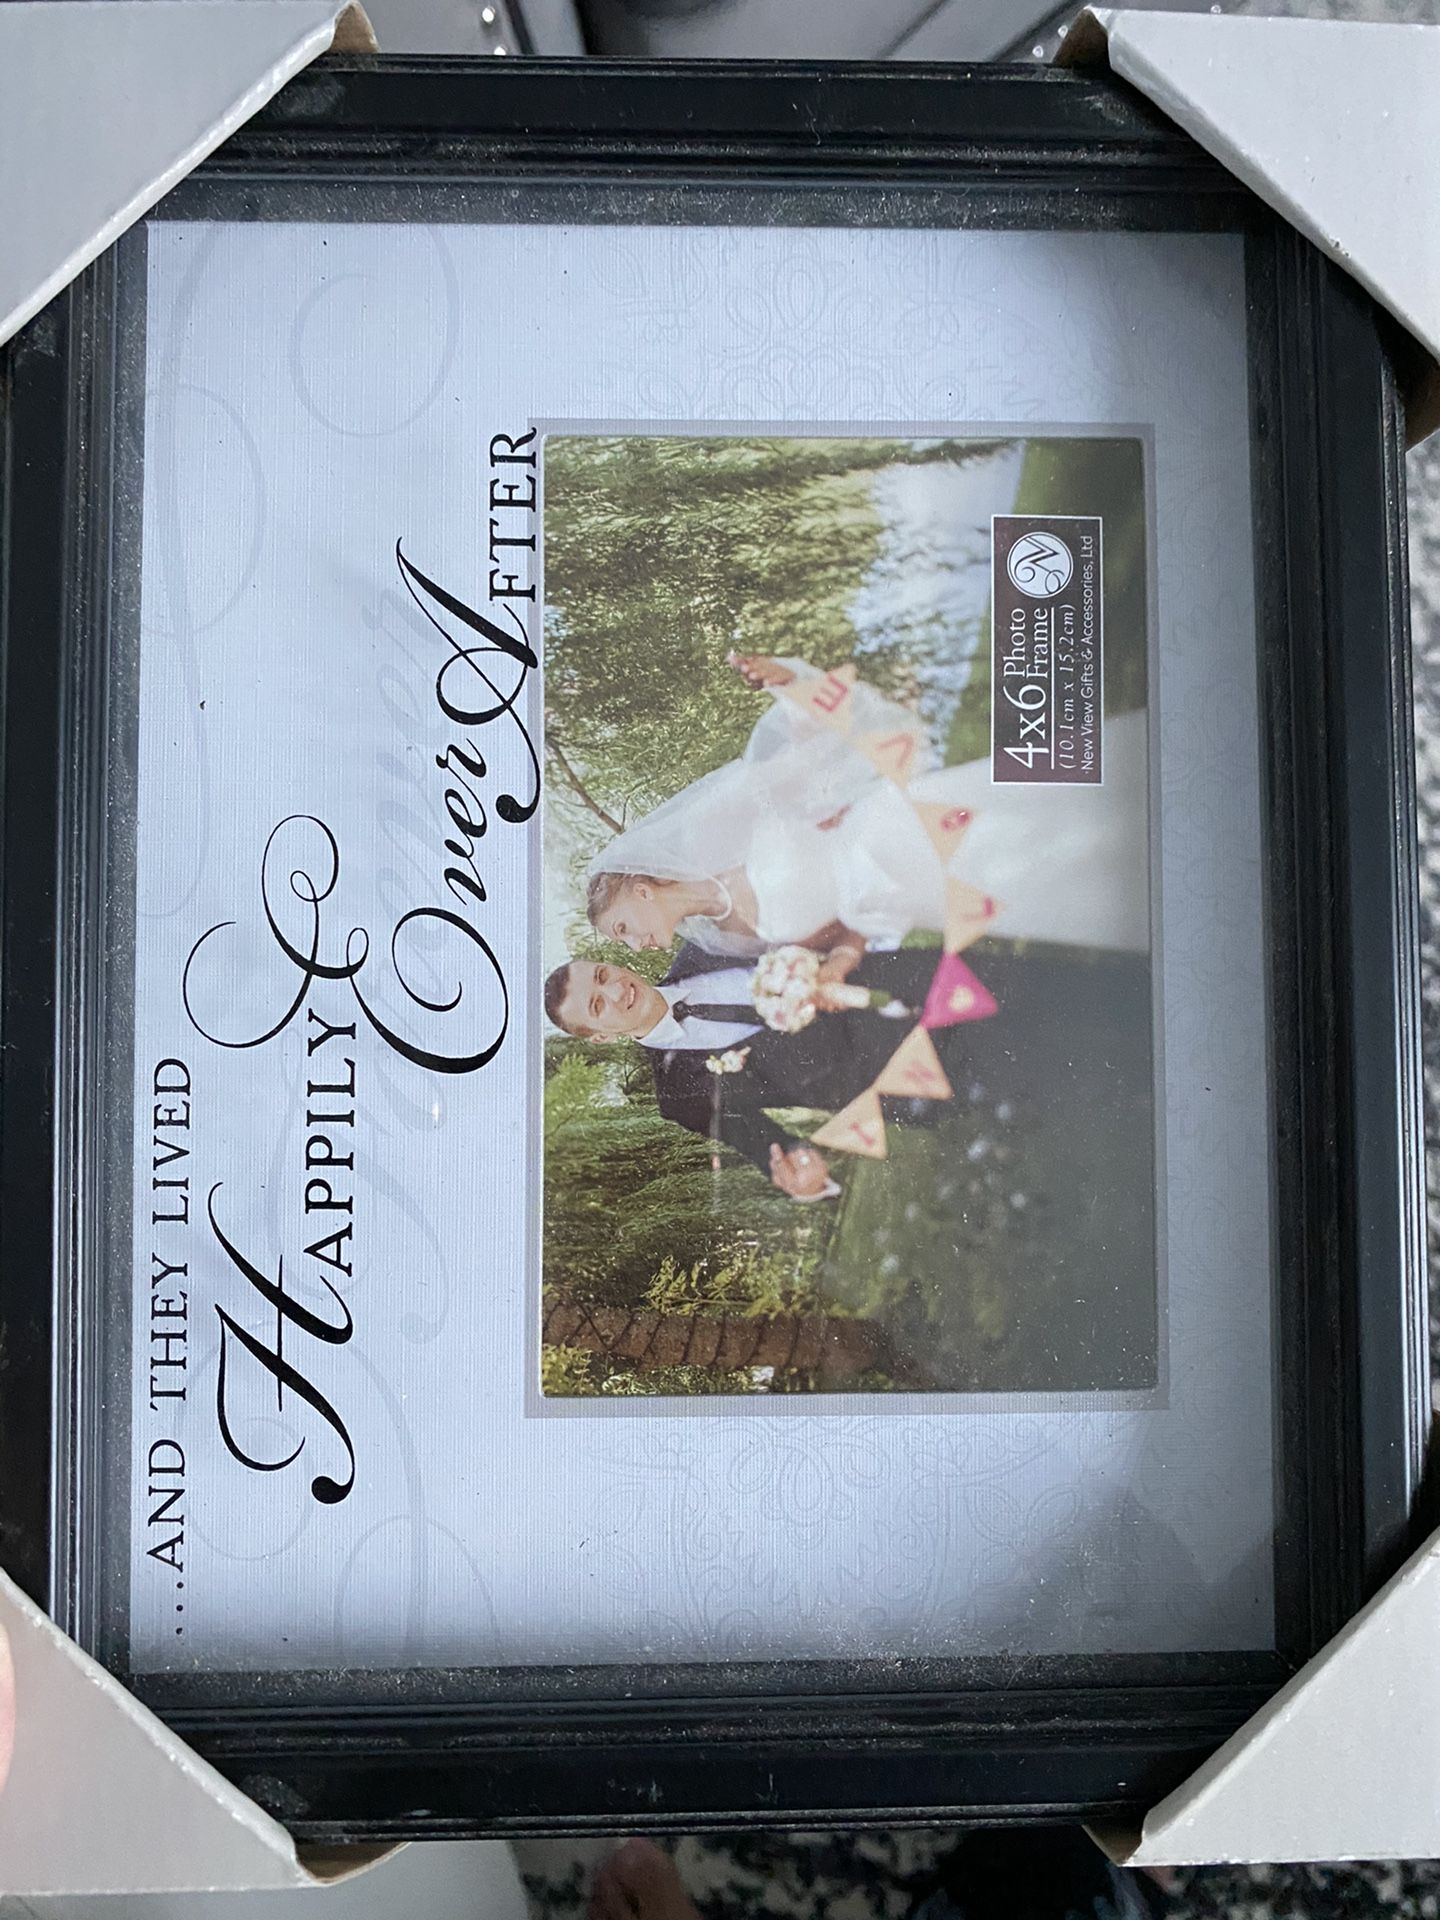 ...AND THEY LIVED
HAPPILY
Ever AFTER
4x6 Photo Frame
(10.1cm x 15.2cm)
New View Gifts & Accessories, Ltd